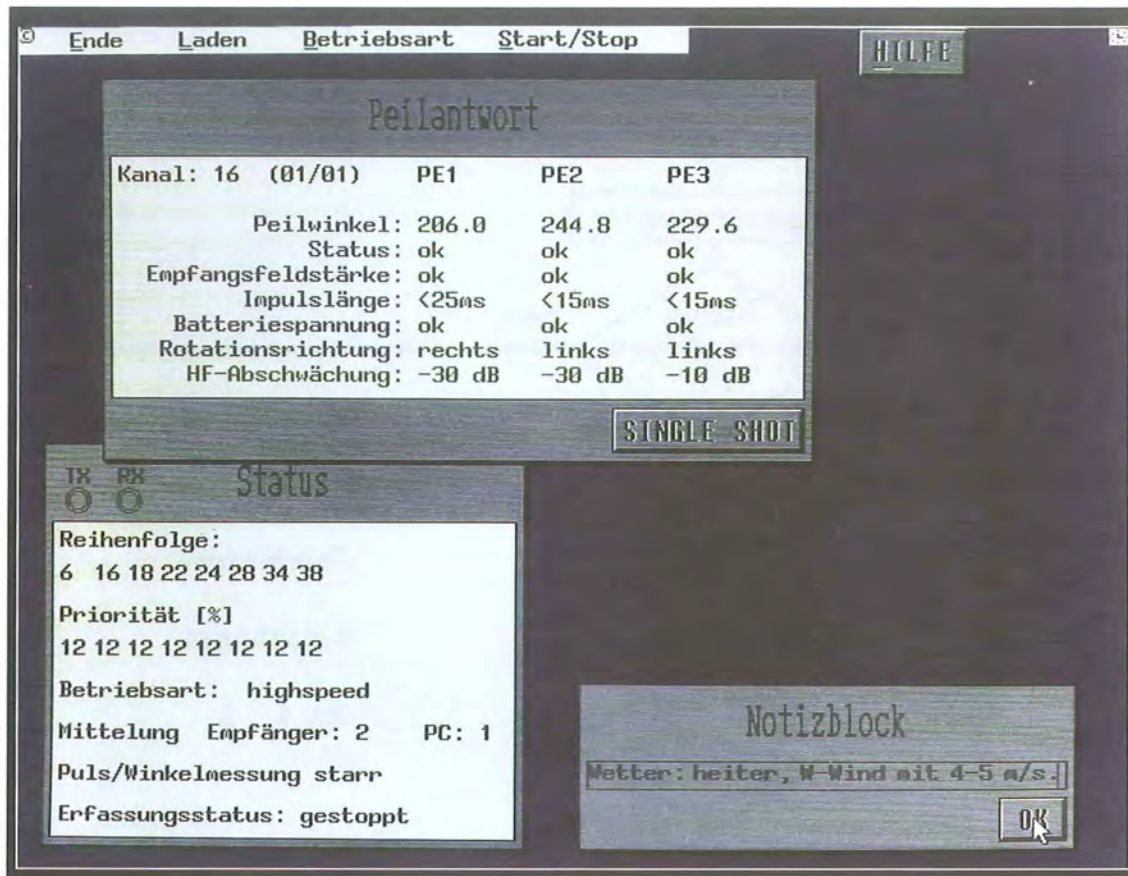 © Ende Laden Betriebsart Start/Stop HILFE
Peilantwort
Kanal: 16 (01/01) PE1 PE2 PE3
Peilwinkel: 206.0 244.8 229.6
Status: ok ok ok
Empfangsfeldstärke: ok ok ok
Impulslänge: <25ms <15ms <15ms
Batteriespannung: ok ok ok
Rotationsrichtung: rechts links links
HF-Abschwächung: -30 dB -30 dB -10 dB
SINGLE SHOT
TX RX Status
Reihenfolge:
6 16 18 22 24 28 34 38
Priorität [%]
12 12 12 12 12 12 12 12
Betriebsart: highspeed
Mittelung Empfänger: 2 PC: 1
Puls/Winkelmessung starr
Erfassungsstatus: gestoppt
Notizblock
Wetter: heiter, W-Wind mit 4-5 m/s.
OK